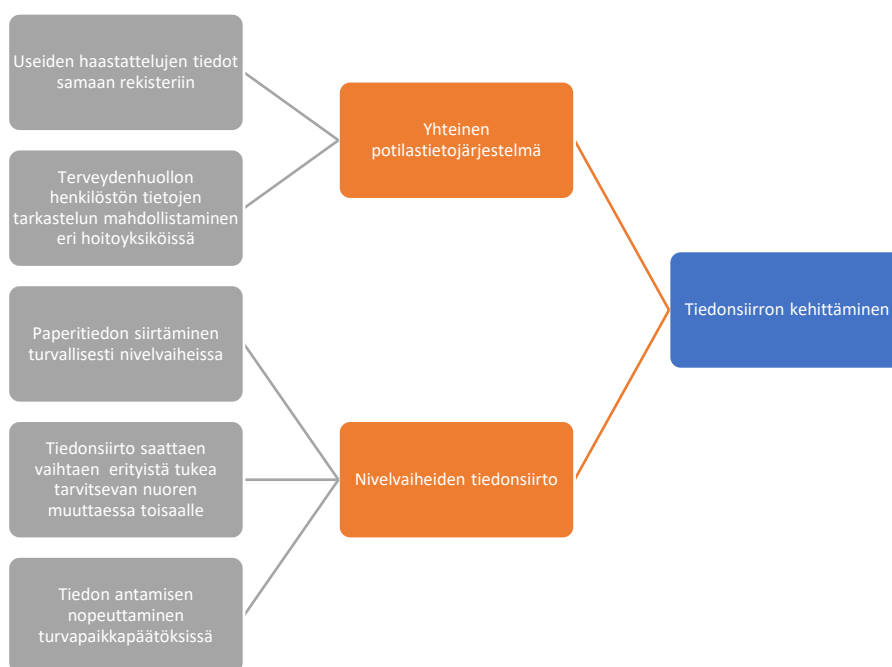 Useiden haastattelujen tiedot
samaan rekisteriin
Terveydenhuollon
henkilöstön tietojen
tarkastelun mahdollistaminen
eri hoitoyksiköissä
Paperitiedon siirtäminen
turvallisesti nivelvaiheissa
Tiedonsiirto saattaen
vaihtaen  erityistä tukea
tarvitsevan nuoren
muuttaessa toisaalle
Tiedon antamisen
nopeuttaminen
turvapaikkapäätöksissä
Yhteinen
potilastietojärjestelmä
Nivelvaiheiden tiedonsiirto
Tiedonsiirron kehittäminen